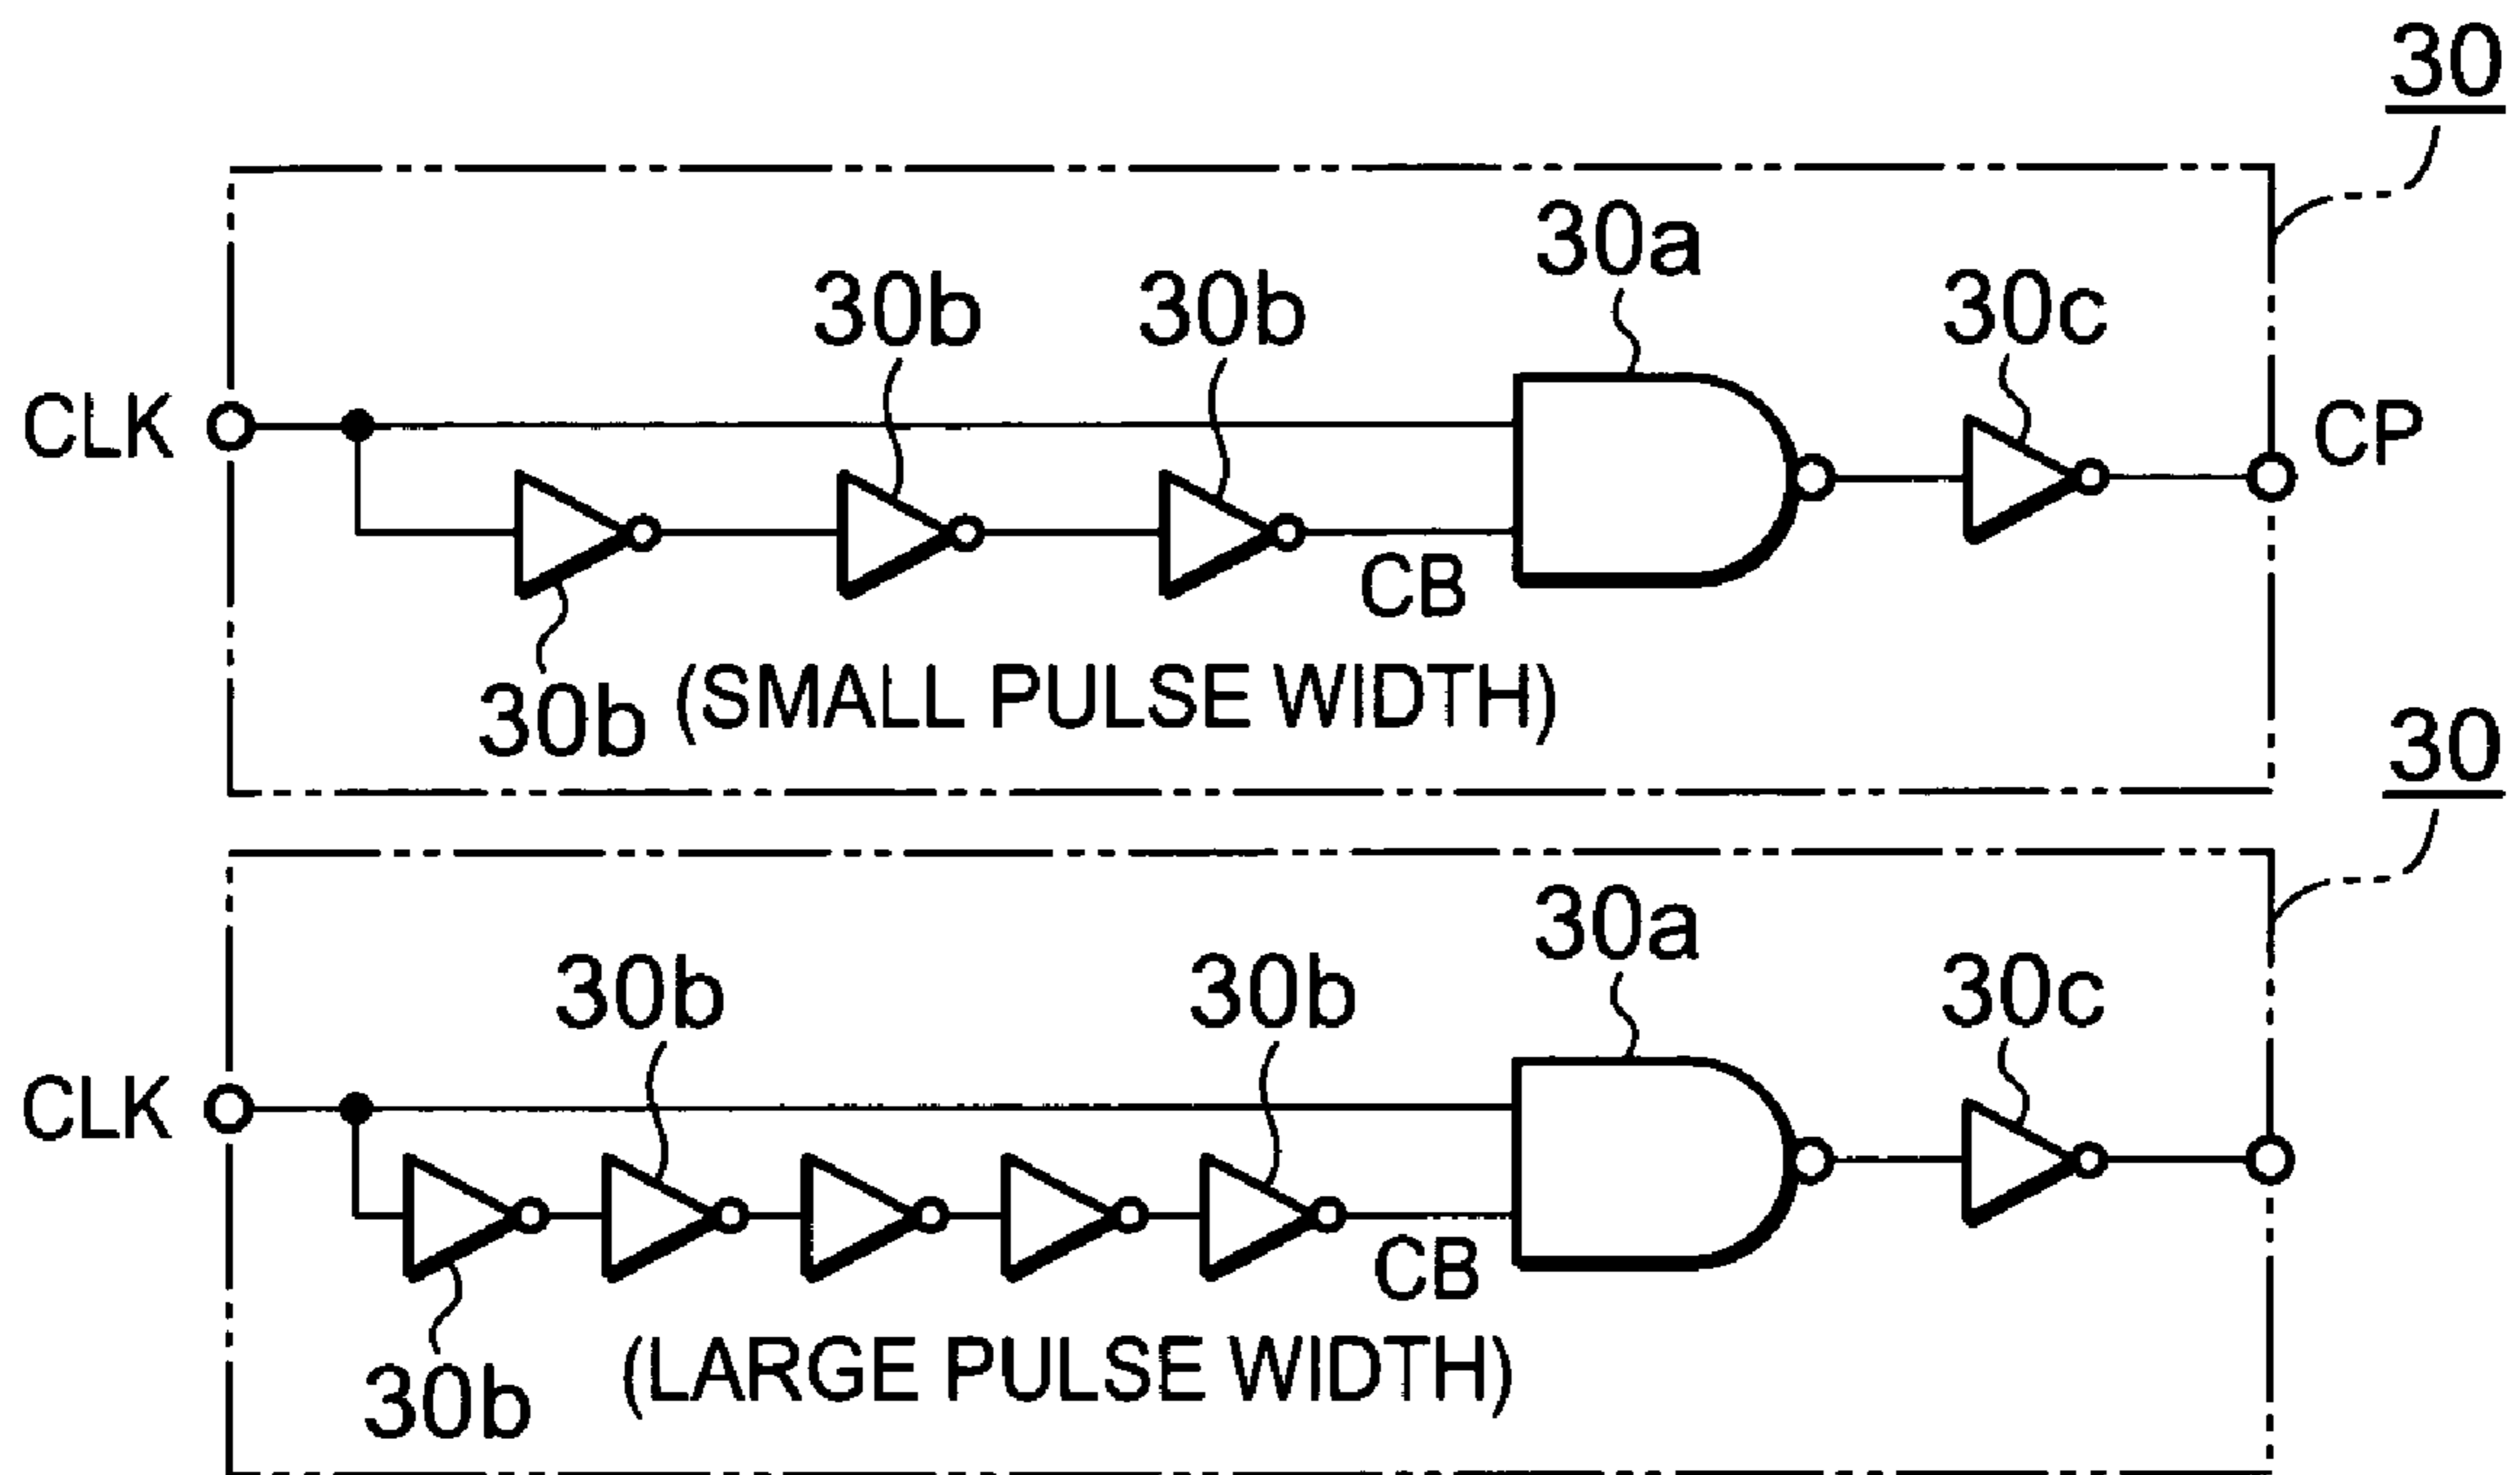 30
30a
30b 30b 30c
CLK CP
CB
30b (SMALL PULSE WIDTH)
30
30a
30b 30b 30c
CLK
CB
(LARGE PULSE WIDTH)
30b